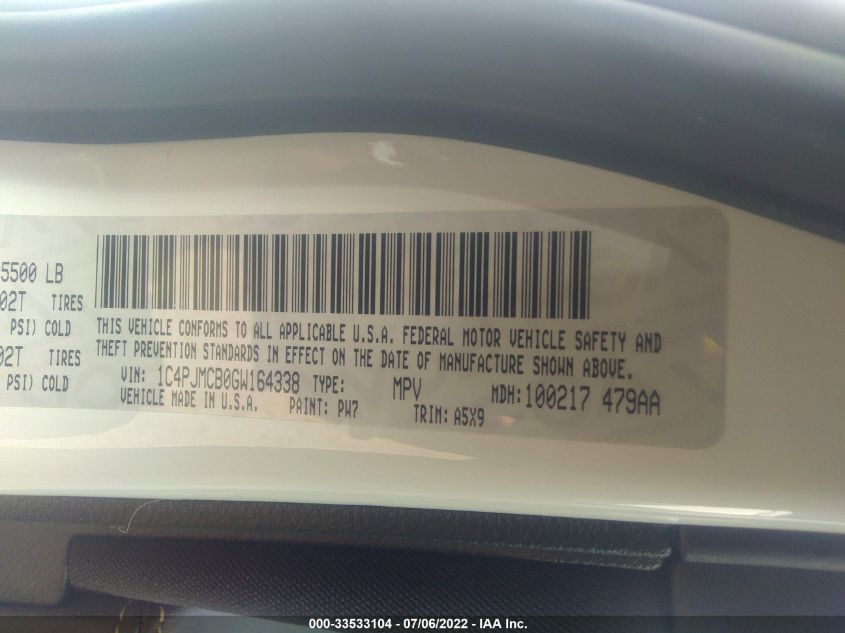 5500 LB
02T TIRES
PSI) COLD
02T TIRES
PSI) COLD
THIS VEHICLE CONFORMS TO ALL APPLICABLE U.S.A. FEDERAL MOTOR VEHICLE SAFETY AND
THEFT PREVENTION STANDARDS IN EFFECT ON THE DATE OF MANUFACTURE SHOWN ABOVE.
VIN: 1C4PJMCB0GW164338 TYPE: MPV MDH: 100217 479AA
VEHICLE MADE IN U.S.A. PAINT: PW7 TRIM: A5X9
000-33533104 - 07/06/2022 - IAA Inc.